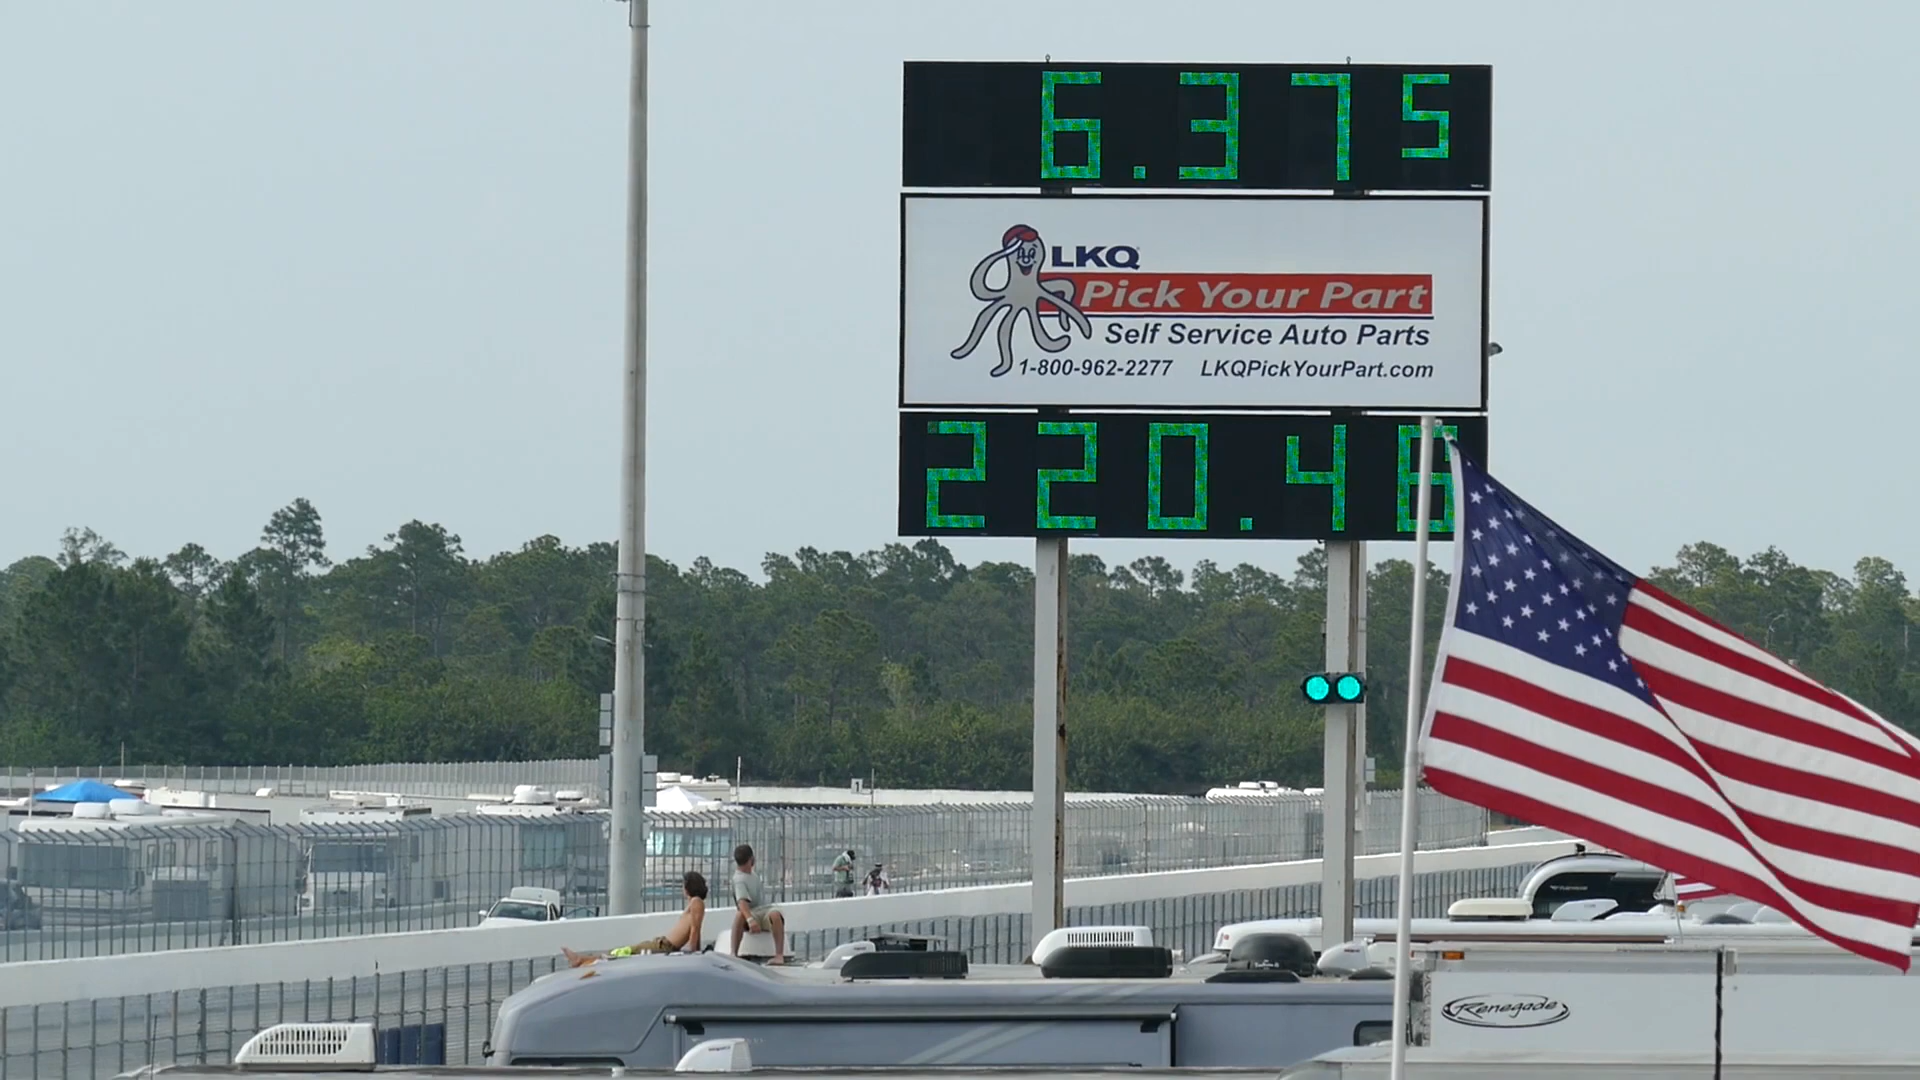 6.375
LKQ
Pick Your Part
Self Service Auto Parts
1-800-962-2277 LKQPickYourPart.com
220.46
1
Renegade